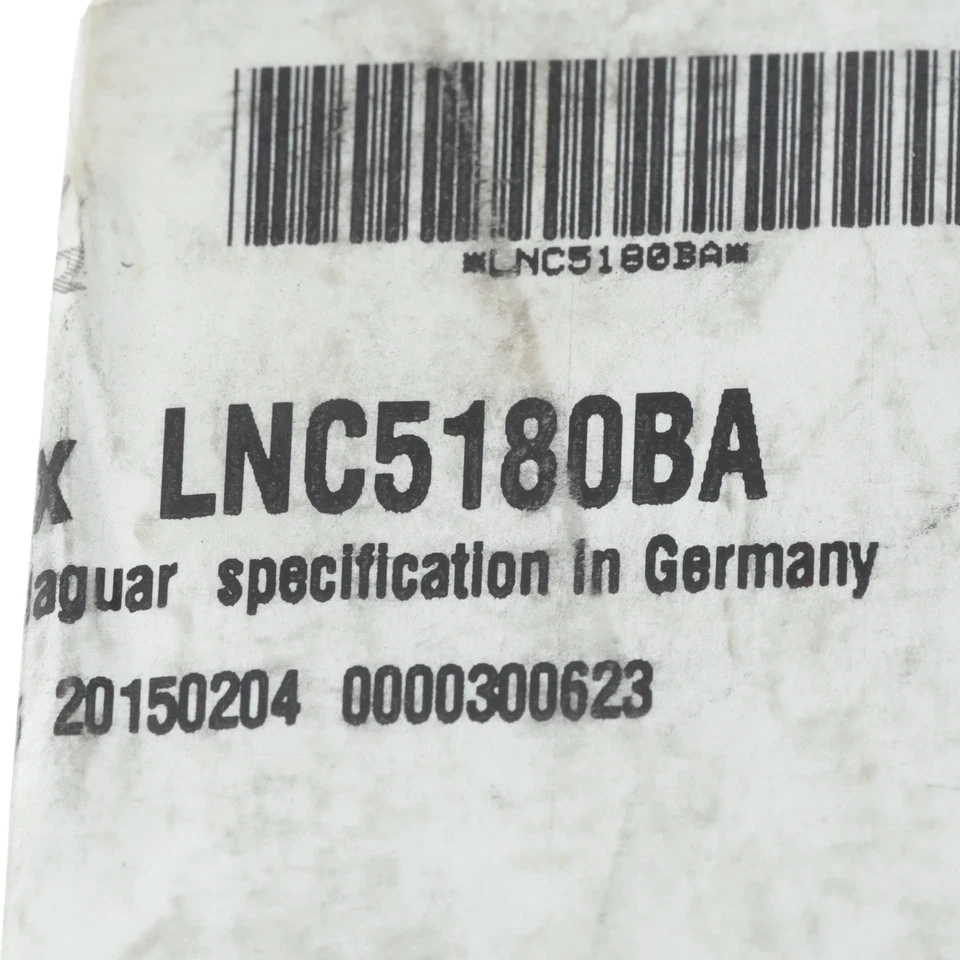 *LNC5180BA*
x LNC5180BA
aguar specification in Germany
20150204 0000300623